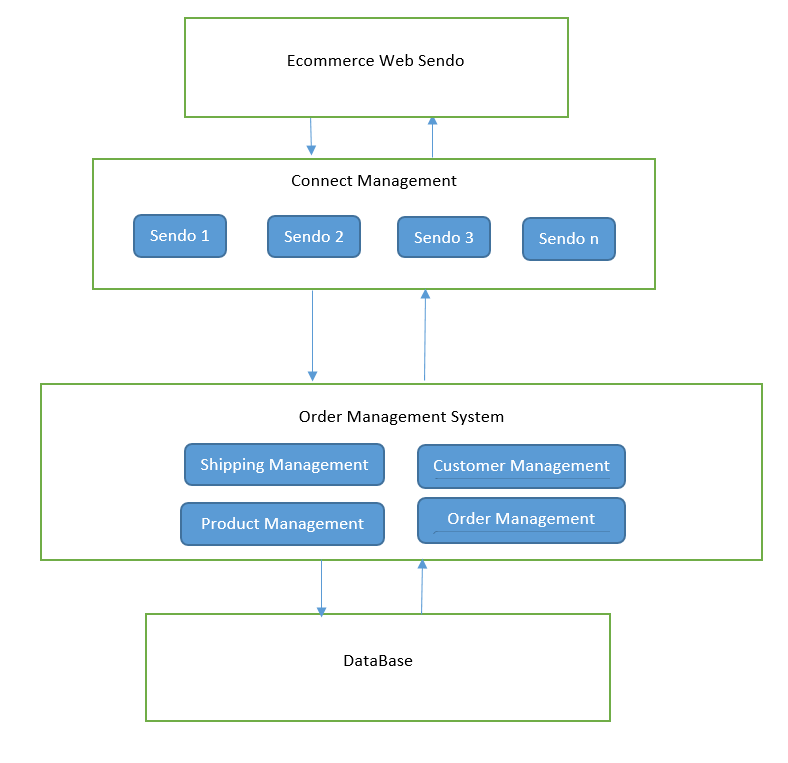 Ecommerce Web Sendo
Connect Management
Sendo 1
Sendo 2
Sendo 3
Sendo n
Order Management System
Shipping Management
Customer Management
Product Management
Order Management
DataBase